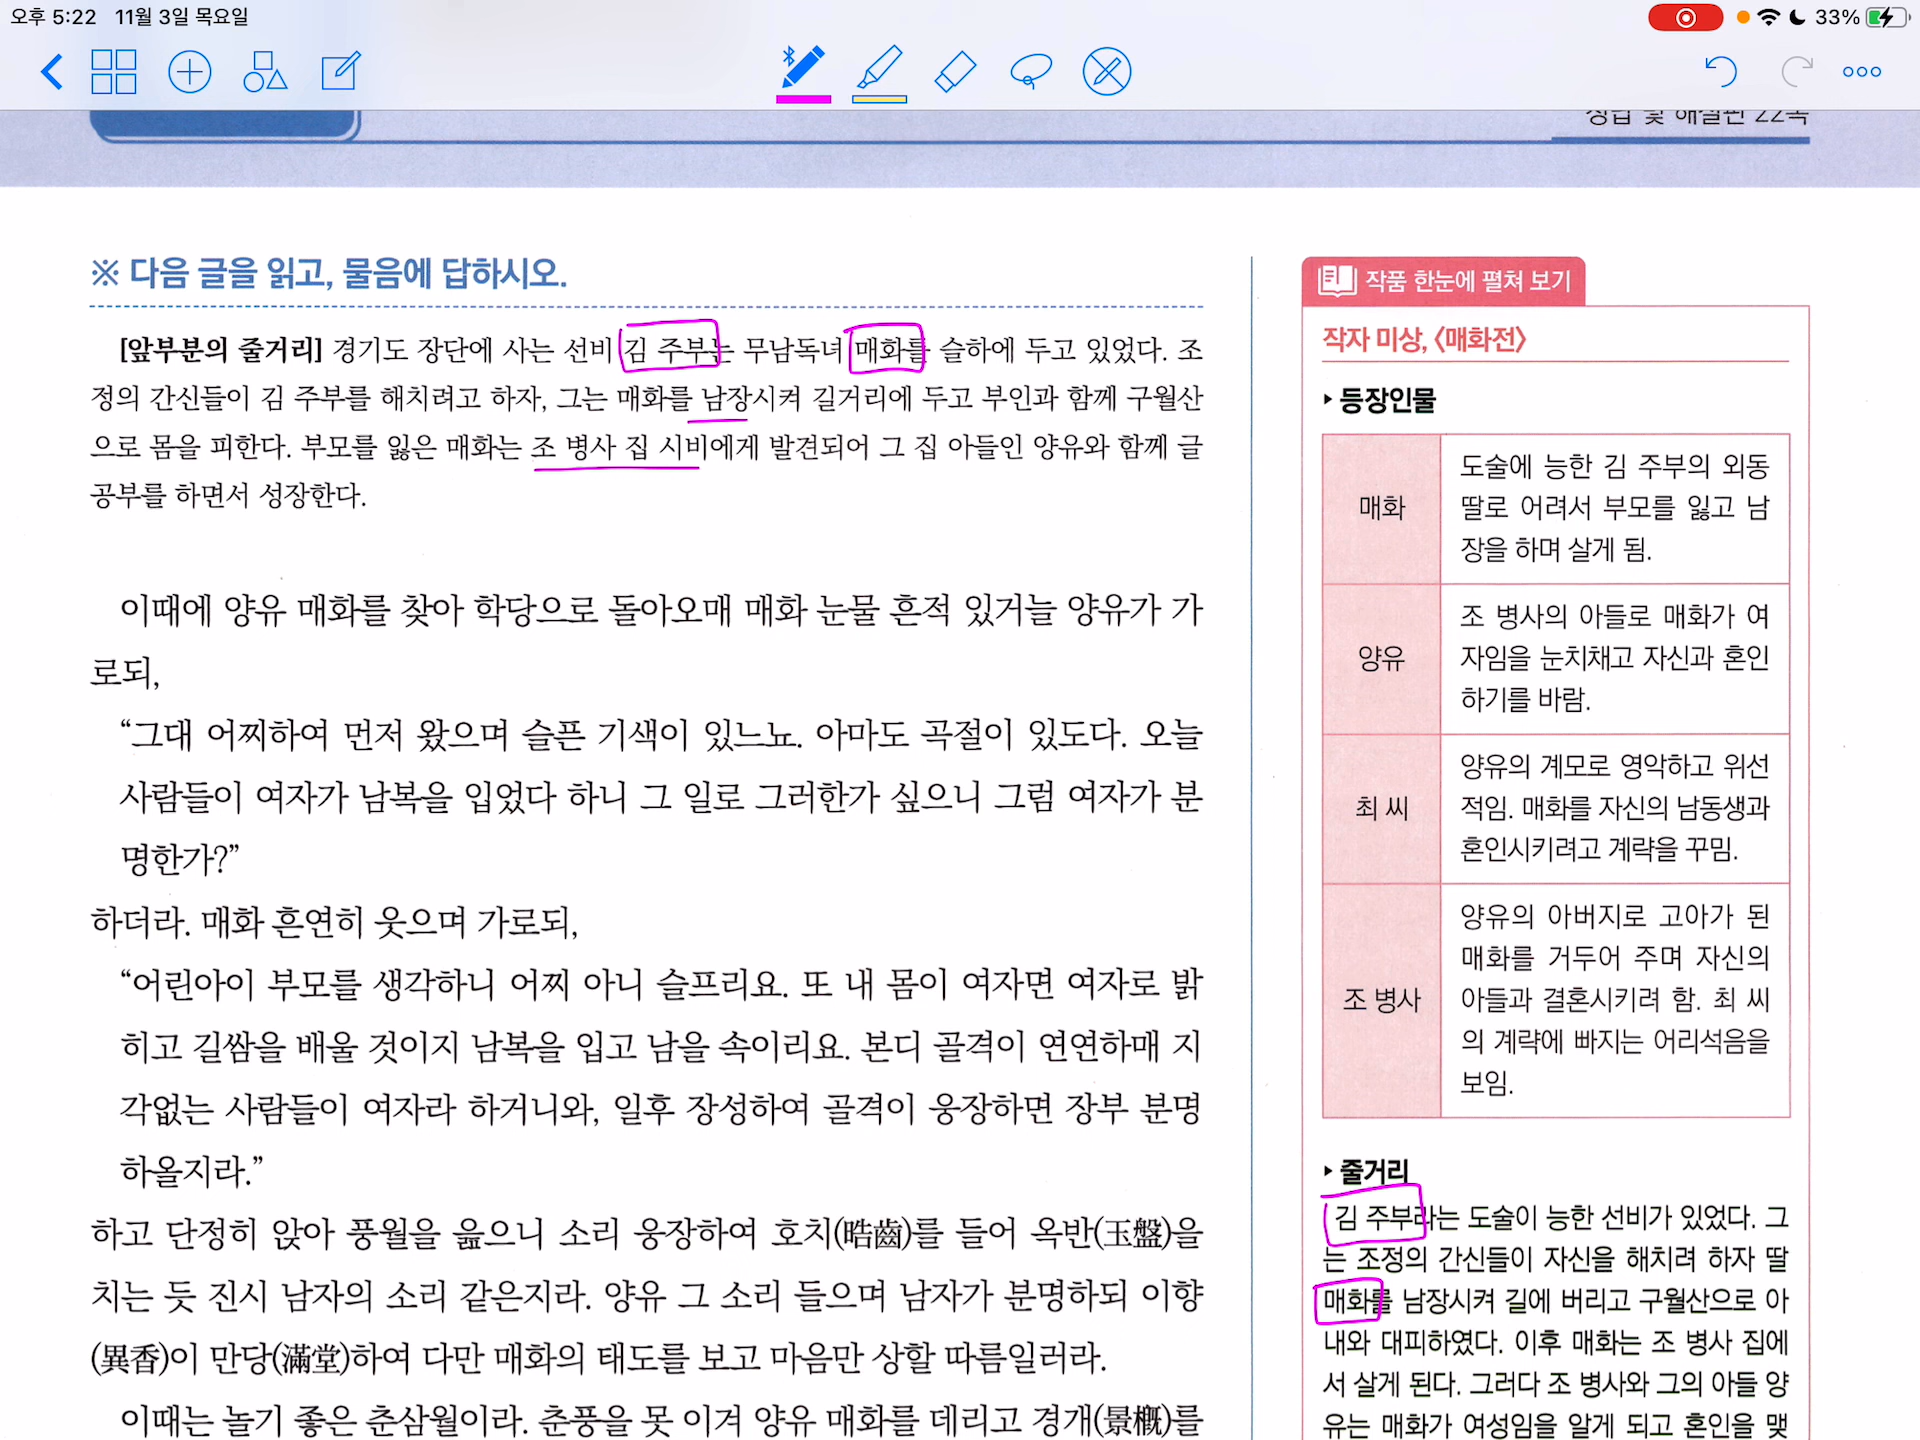 오후 5:22 11월 3일 목요일
33%
정답 및 해설편 22쪽
※ 다음 글을 읽고, 물음에 답하시오.
[앞부분의 줄거리] 경기도 장단에 사는 선비 김 주부는 무남독녀 매화를 슬하에 두고 있었다. 조
정의 간신들이 김 주부를 해치려고 하자, 그는 매화를 남장시켜 길거리에 두고 부인과 함께 구월산
으로 몸을 피한다. 부모를 잃은 매화는 조 병사 집 시비에게 발견되어 그 집 아들인 양유와 함께 글
공부를 하면서 성장한다.
이때에 양유 매화를 찾아 학당으로 돌아오매 매화 눈물 흔적 있거늘 양유가 가
로되,
“그대 어찌하여 먼저 왔으며 슬픈 기색이 있느뇨. 아마도 곡절이 있도다. 오늘
사람들이 여자가 남복을 입었다 하니 그 일로 그러한가 싶으니 그럼 여자가 분
명한가?”
하더라. 매화 흔연히 웃으며 가로되,
“어린아이 부모를 생각하니 어찌 아니 슬프리요. 또 내 몸이 여자면 여자로 밝
히고 길쌈을 배울 것이지 남복을 입고 남을 속이리요. 본디 골격이 연연하매 지
각없는 사람들이 여자라 하거니와, 일후 장성하여 골격이 웅장하면 장부 분명
하올지라.”
하고 단정히 앉아 풍월을 읊으니 소리 웅장하여 호치(晧齒)를 들어 옥반(玉盤)을
치는 듯 진시 남자의 소리 같은지라. 양유 그 소리 들으며 남자가 분명하되 이향
(異香)이 만당(滿堂)하여 다만 매화의 태도를 보고 마음만 상할 따름일러라.
이때는 놀기 좋은 춘삼월이라. 춘풍을 못 이겨 양유 매화를 데리고 경개(景槪)를
작품 한눈에 펼쳐 보기
작자 미상, 〈매화전〉
▸등장인물
매화
도술에 능한 김 주부의 외동
딸로 어려서 부모를 잃고 남
장을 하며 살게 됨.
양유
조 병사의 아들로 매화가 여
자임을 눈치채고 자신과 혼인
하기를 바람.
최 씨
양유의 계모로 영악하고 위선
적임. 매화를 자신의 남동생과
혼인시키려고 계략을 꾸밈.
조 병사
양유의 아버지로 고아가 된
매화를 거두어 주며 자신의
아들과 결혼시키려 함. 최 씨
의 계략에 빠지는 어리석음을
보임.
▸줄거리
김 주부라는 도술이 능한 선비가 있었다. 그
는 조정의 간신들이 자신을 해치려 하자 딸
매화를 남장시켜 길에 버리고 구월산으로 아
내와 대피하였다. 이후 매화는 조 병사 집에
서 살게 된다. 그러다 조 병사와 그의 아들 양
유는 매화가 여성임을 알게 되고 혼인을 맺